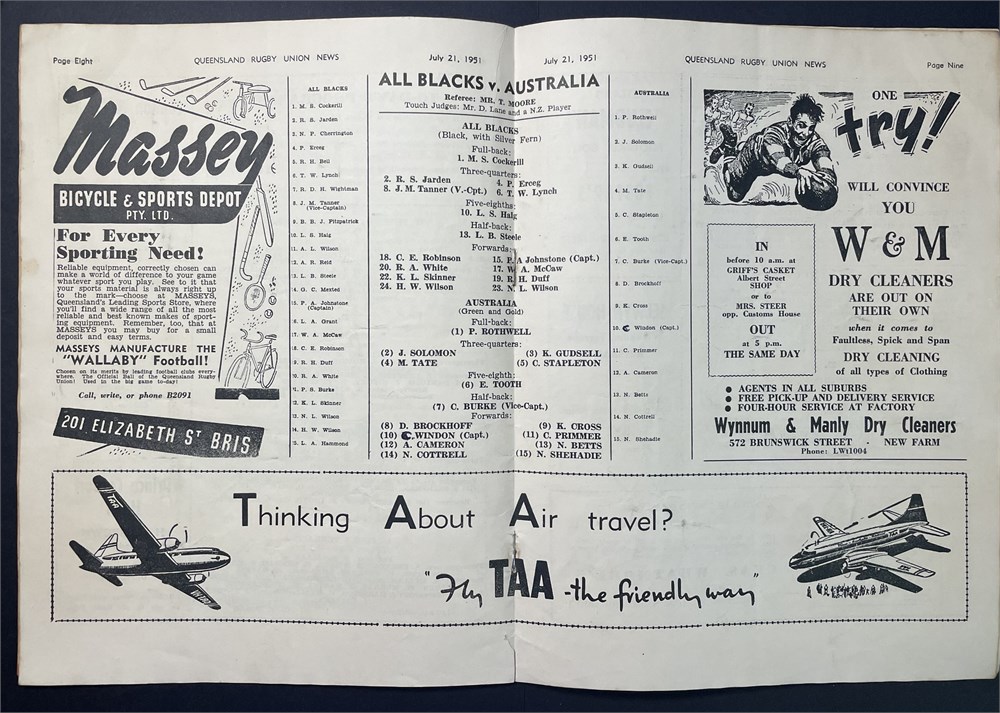 Page Eight
QUEENSLAND RUGBY UNION NEWS
July 21, 1951
Massey
BICYCLE & SPORTS DEPOT
PTY. LTD.
For Every
Sporting Need!
Reliable equipment, correctly chosen can
make a world of difference to your game
whatever sport you play. See to it that
your sports material is always right up
to the mark—choose at MASSEYS,
Queensland's Leading Sports Store, where
you'll find a wide range of all the most
reliable and best known makes of sport-
ing equipment. Remember, too, that at
MASSEYS you may buy for a small
deposit and easy terms.
MASSEYS MANUFACTURE THE
"WALLABY" Football!
Chosen on its merits by leading football clubs every-
where. The Official Ball of the Queensland Rugby
Union! Used in the big game to-day!
Call, write, or phone B2091
201 ELIZABETH ST BRIS
ALL BLACKS
1. M. S. Cockerill
2. R. S. Jarden
3. N. P. Cherrington
4. P. Erceg
5. R. H. Bell
6. T. W. Lynch
7. R. D. H. Wightman
8. J. M. Tanner
(Vice-Captain)
9. B. B. J. Fitzpatrick
10. L. S. Haig
11. A. L. Wilson
12. A. R. Reid
13. L. B. Steele
14. O. C. Mexted
15. P. A. Johnstone
(Captain)
16. L. A. Grant
17. W. A. McCaw
18. C. E. Robinson
19. R. H. Duff
20. R. A. White
21. P. S. Burke
22. K. L. Skinner
23. N. L. Wilson
24. H. W. Wilson
25. L. A. Hammond
ALL BLACKS v. AUSTRALIA
Referee: MR. T. MOORE
Touch Judges: Mr. D. Lane and a N.Z. Player
ALL BLACKS
(Black, with Silver Fern)
Full-back:
1. M. S. Cockerill
Three-quarters:
2. R. S. Jarden 4. P. Erceg
8. J. M. Tanner (V.-Cpt.) 6. T. W. Lynch
Five-eighths:
10. L. S. Haig
Half-back:
13. L. B. Steele
Forwards:
18. C. E. Robinson 15. P. A Johnstone (Capt.)
20. R. A. White 17. W. A. McCaw
22. K. L. Skinner 19. R. H. Duff
24. H. W. Wilson 23. N. L. Wilson
AUSTRALIA
(Green and Gold)
Full-back:
(1) P. ROTHWELL
Three-quarters:
(2) J. SOLOMON (3) K. GUDSELL
(4) M. TATE (5) C. STAPLETON
Five-eighth:
(6) E. TOOTH
Half-back:
(7) C. BURKE (Vice-Capt.)
Forwards:
(8) D. BROCKHOFF (9) K. CROSS
(10) C. WINDON (Capt.) (11) C. PRIMMER
(12) A. CAMERON (13) N. BETTS
(14) N. COTTRELL (15) N. SHEHADIE
July 21, 1951
QUEENSLAND RUGBY UNION NEWS
Page Nine
AUSTRALIA
1. P. Rothwell
2. J. Solomon
3. K. Gudsell
4. M. Tate
5. C. Stapleton
6. E. Tooth
7. C. Burke (Vice-Capt.)
8. D. Brockhoff
9. K. Cross
10. C Windon (Capt.)
11. C. Primmer
12. A. Cameron
13. N. Betts
14. N. Cottrell
15. N. Shehadie
ONE
try!
WILL CONVINCE
YOU
W & M
DRY CLEANERS
ARE OUT ON
THEIR OWN
when it comes to
Faultless, Spick and Span
DRY CLEANING
of all types of Clothing
IN
before 10 a.m. at
GRIFF'S CASKET
Albert Street
SHOP
or to
MRS. STEER
opp. Customs House
OUT
at 5 p.m.
THE SAME DAY
● AGENTS IN ALL SUBURBS
● FREE PICK-UP AND DELIVERY SERVICE
● FOUR-HOUR SERVICE AT FACTORY
Wynnum & Manly Dry Cleaners
572 BRUNSWICK STREET - NEW FARM
Phone: LW1004
TAA
Thinking About Air travel?
"Fly TAA - the friendly way"